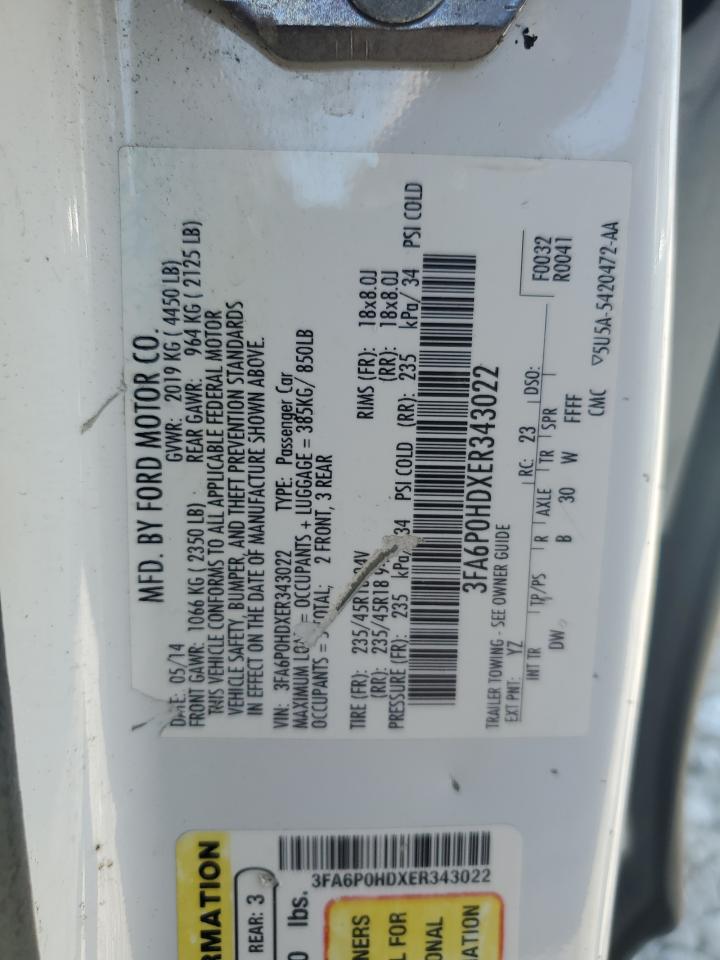 MFD. BY FORD MOTOR CO.
DATE: 05/14 GVWR: 2019 KG ( 4450 LB)
FRONT GAWR: 1066 KG ( 2350 LB) REAR GAWR: 964 KG ( 2125 LB)
THIS VEHICLE CONFORMS TO ALL APPLICABLE FEDERAL MOTOR
VEHICLE SAFETY, BUMPER, AND THEFT PREVENTION STANDARDS
IN EFFECT ON THE DATE OF MANUFACTURE SHOWN ABOVE.
VIN: 3FA6P0HDXER343022 TYPE: Passenger Car
MAXIMUM = OCCUPANTS + LUGGAGE = 385KG/ 850LB
OCCUPANTS = TOTAL, 2 FRONT, 3 REAR
TIRE (FR): 235/45R18 RIMS (FR): 18x8.0J
(RR): 235/45R18 (RR): 18x8.0J
PRESSURE (FR): 235 kPa/ 34 PSI COLD (RR): 235 kPa/ 34 PSI COLD
3FA6P0HDXER343022
TRAILER TOWING - SEE OWNER GUIDE
EXT PNT: YZ RC: 23 DSO: F0032
R0041
INT TR TP/PS R AXLE TR SPR
DW B 30 W FFFF
CMC ▽5U5A-5420472-AA
RMATION
REAR: 3
3FA6P0HDXER343022
lbs.
NERS
L FOR
ONAL
ATION